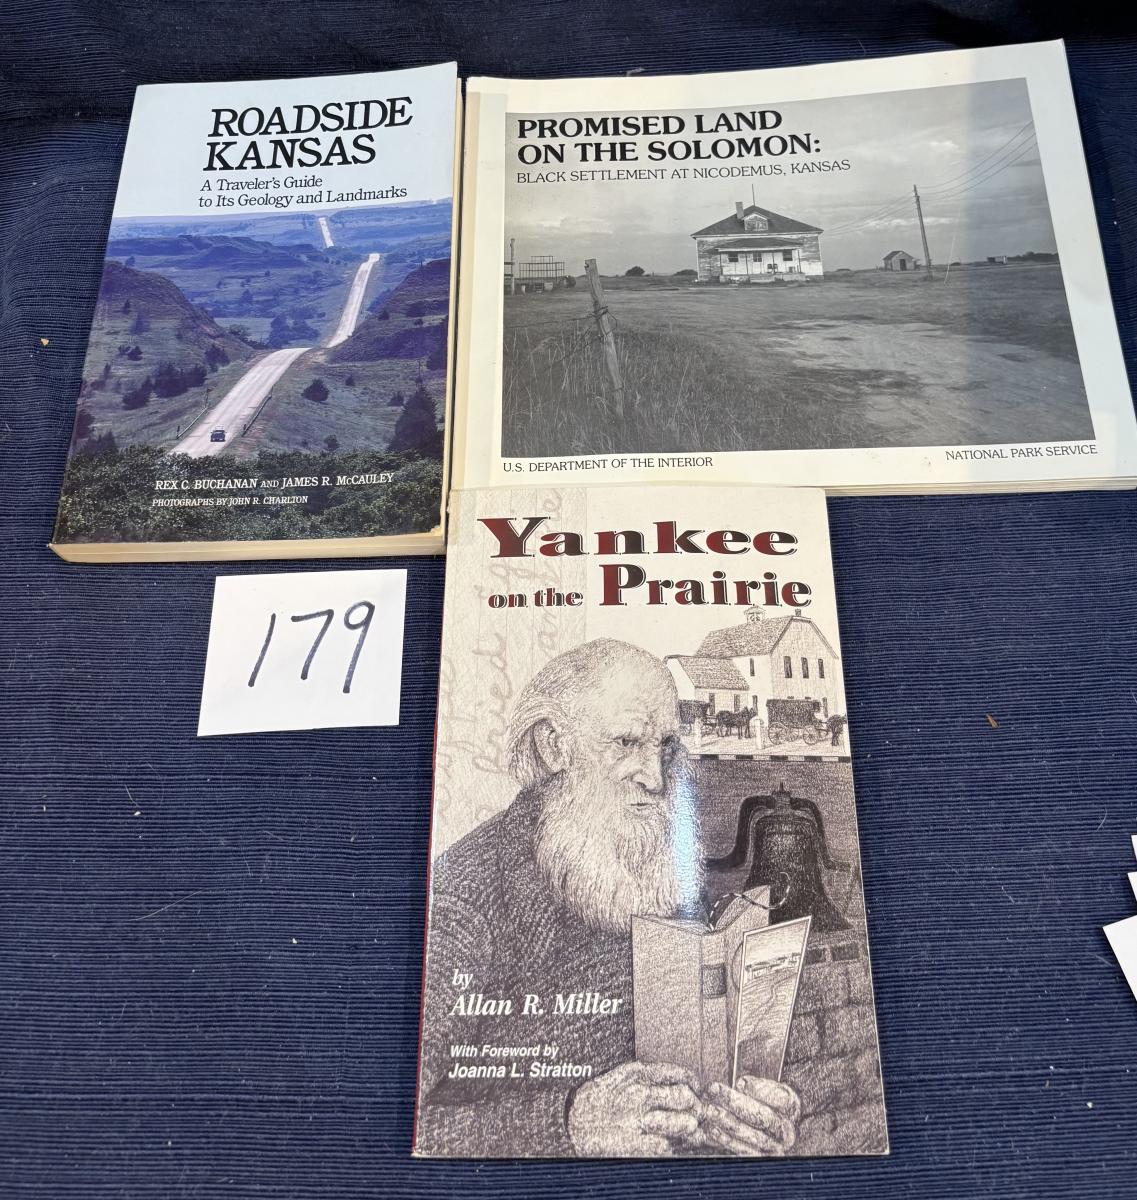 ROADSIDE
KANSAS
A Traveler's Guide
to Its Geology and Landmarks
REX C. BUCHANAN AND JAMES R. McCAULEY
PHOTOGRAPHS BY JOHN R. CHARLTON
PROMISED LAND
ON THE SOLOMON:
BLACK SETTLEMENT AT NICODEMUS, KANSAS
U.S. DEPARTMENT OF THE INTERIOR
NATIONAL PARK SERVICE
179
Yankee
on the Prairie
by
Allan R. Miller
With Foreword by
Joanna L. Stratton